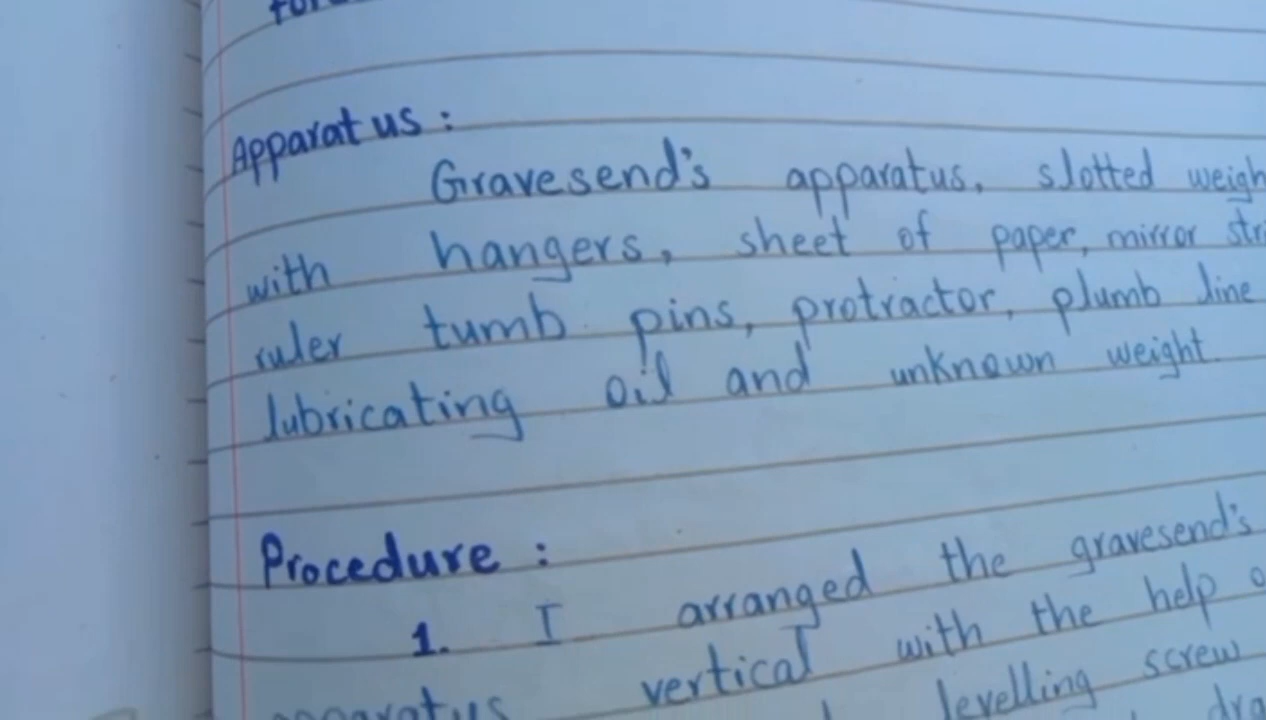 Apparatus :
Gravesend's apparatus, slotted weigh
with hangers, sheet of paper, mirror str
ruler tumb pins, protractor, plumb line
lubricating oil and unknown weight.
Procedure :
1. I arranged the gravesend's
apparatus vertical with the help o
levelling screw